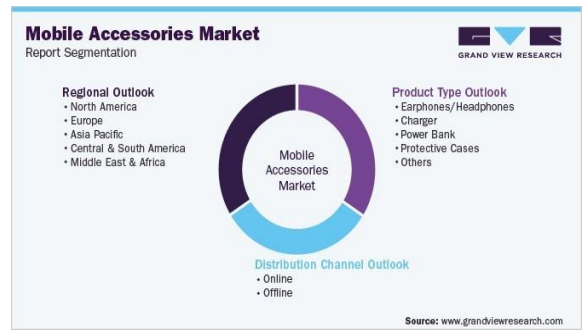 Mobile Accessories Market
Report Segmentation
GRAND VIEW RESEARCH
Regional Outlook
• North America
• Europe
• Asia Pacific
• Central & South America
• Middle East & Africa
Product Type Outlook
• Earphones/Headphones
• Charger
• Power Bank
• Protective Cases
• Others
Mobile
Accessories
Market
Distribution Channel Outlook
• Online
• Offline
Source: www.grandviewresearch.com